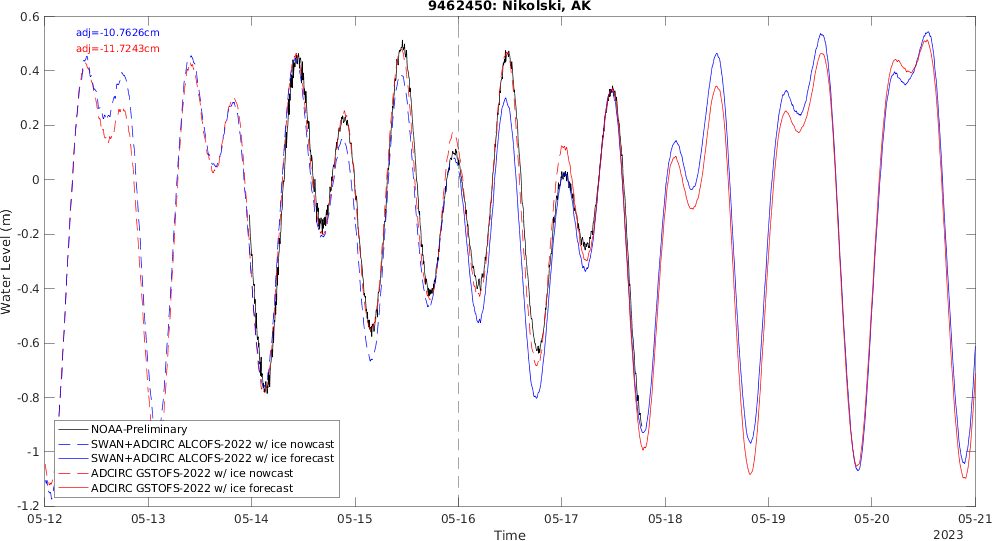 9462450: Nikolski, AK
adj=-10.7626cm
adj=-11.7243cm
Water Level (m)
0.6
0.4
0.2
0
-0.2
-0.4
-0.6
-0.8
-1
-1.2
NOAA-Preliminary
SWAN+ADCIRC ALCOFS-2022 w/ ice nowcast
SWAN+ADCIRC ALCOFS-2022 w/ ice forecast
ADCIRC GSTOFS-2022 w/ ice nowcast
ADCIRC GSTOFS-2022 w/ ice forecast
05-12 05-13 05-14 05-15 05-16 05-17 05-18 05-19 05-20 05-21
Time
2023